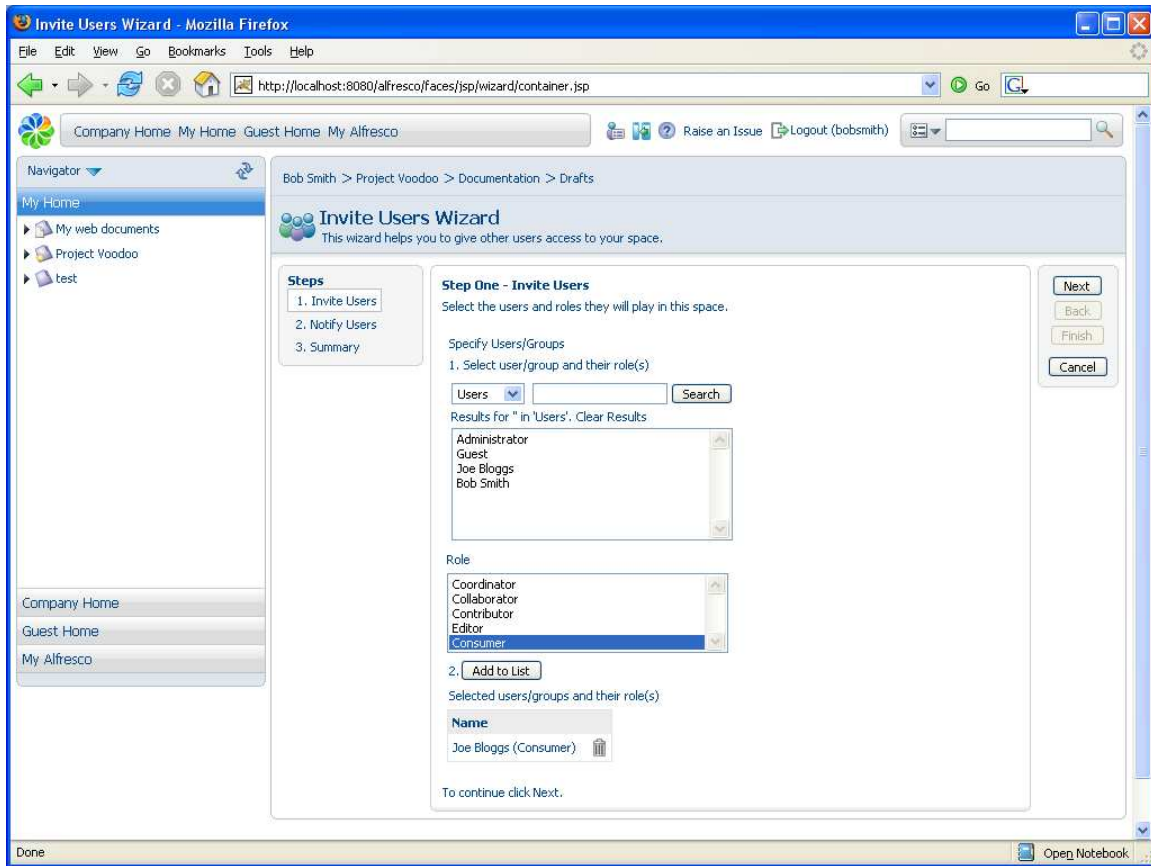 Invite Users Wizard - Mozilla Firefox
File Edit View Go Bookmarks Tools Help
http://localhost:8080/alfresco/faces/jsp/wizard/container.jsp Go G
Company Home My Home Guest Home My Alfresco Raise an Issue Logout (bobsmith)
Navigator
My Home
My web documents
Project Voodoo
test
Company Home
Guest Home
My Alfresco
Bob Smith > Project Voodoo > Documentation > Drafts
Invite Users Wizard
This wizard helps you to give other users access to your space.
Steps
1. Invite Users
2. Notify Users
3. Summary
Step One - Invite Users
Select the users and roles they will play in this space.
Specify Users/Groups
1. Select user/group and their role(s)
Users Search
Results for '' in 'Users'. Clear Results
Administrator
Guest
Joe Bloggs
Bob Smith
Role
Coordinator
Collaborator
Contributor
Editor
Consumer
2. Add to List
Selected users/groups and their role(s)
Name
Joe Bloggs (Consumer)
To continue click Next.
Next
Back
Finish
Cancel
Done Open Notebook